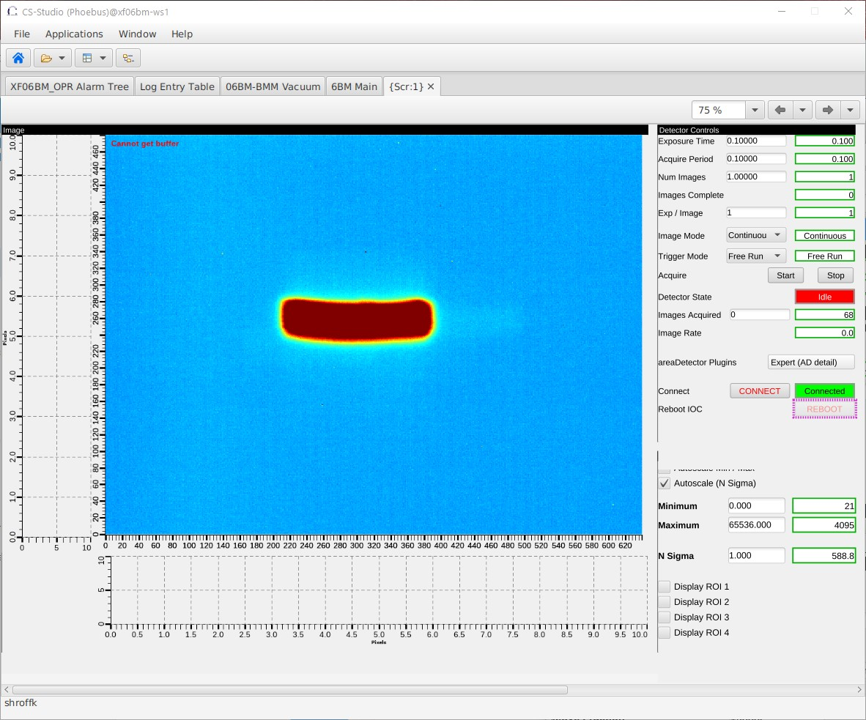 CS-Studio (Phoebus)@xf06bm-ws1
File Applications Window Help
XF06BM_OPR Alarm Tree Log Entry Table 06BM-BMM Vacuum 6BM Main {Scr:1}
75 %
Image
Cannot get buffer
10.0
9.0
8.0
7.0
6.0
5.0
4.0
3.0
2.0
1.0
0.0
Pixels
0 5 10
460
440
420
380
360
340
320
300
280
260
220
200
180
160
140
120
100
80
60
40
20
0
0 20 40 60 80 100 120 140 160 180 200 220 240 260 280 300 320 340 360 380 400 420 440 460 480 500 520 540 560 580 600 620
10
5
0
0.0 0.5 1.0 1.5 2.0 2.5 3.0 3.5 4.0 4.5 5.0 5.5 6.0 6.5 7.0 7.5 8.0 8.5 9.0 9.5 10.0
Pixels
Detector Controls
Exposure Time 0.10000 0.100
Acquire Period 0.10000 0.100
Num Images 1.00000 1
Images Complete 0
Exp / Image 1 1
Image Mode Continuou Continuous
Trigger Mode Free Run Free Run
Acquire Start Stop
Detector State Idle
Images Acquired 0 68
Image Rate 0.0
areaDetector Plugins Expert (AD detail)
Connect CONNECT Connected
Reboot IOC REBOOT
Autoscale (N Sigma)
Minimum 0.000 21
Maximum 65536.000 4095
N Sigma 1.000 588.8
Display ROI 1
Display ROI 2
Display ROI 3
Display ROI 4
shroffk